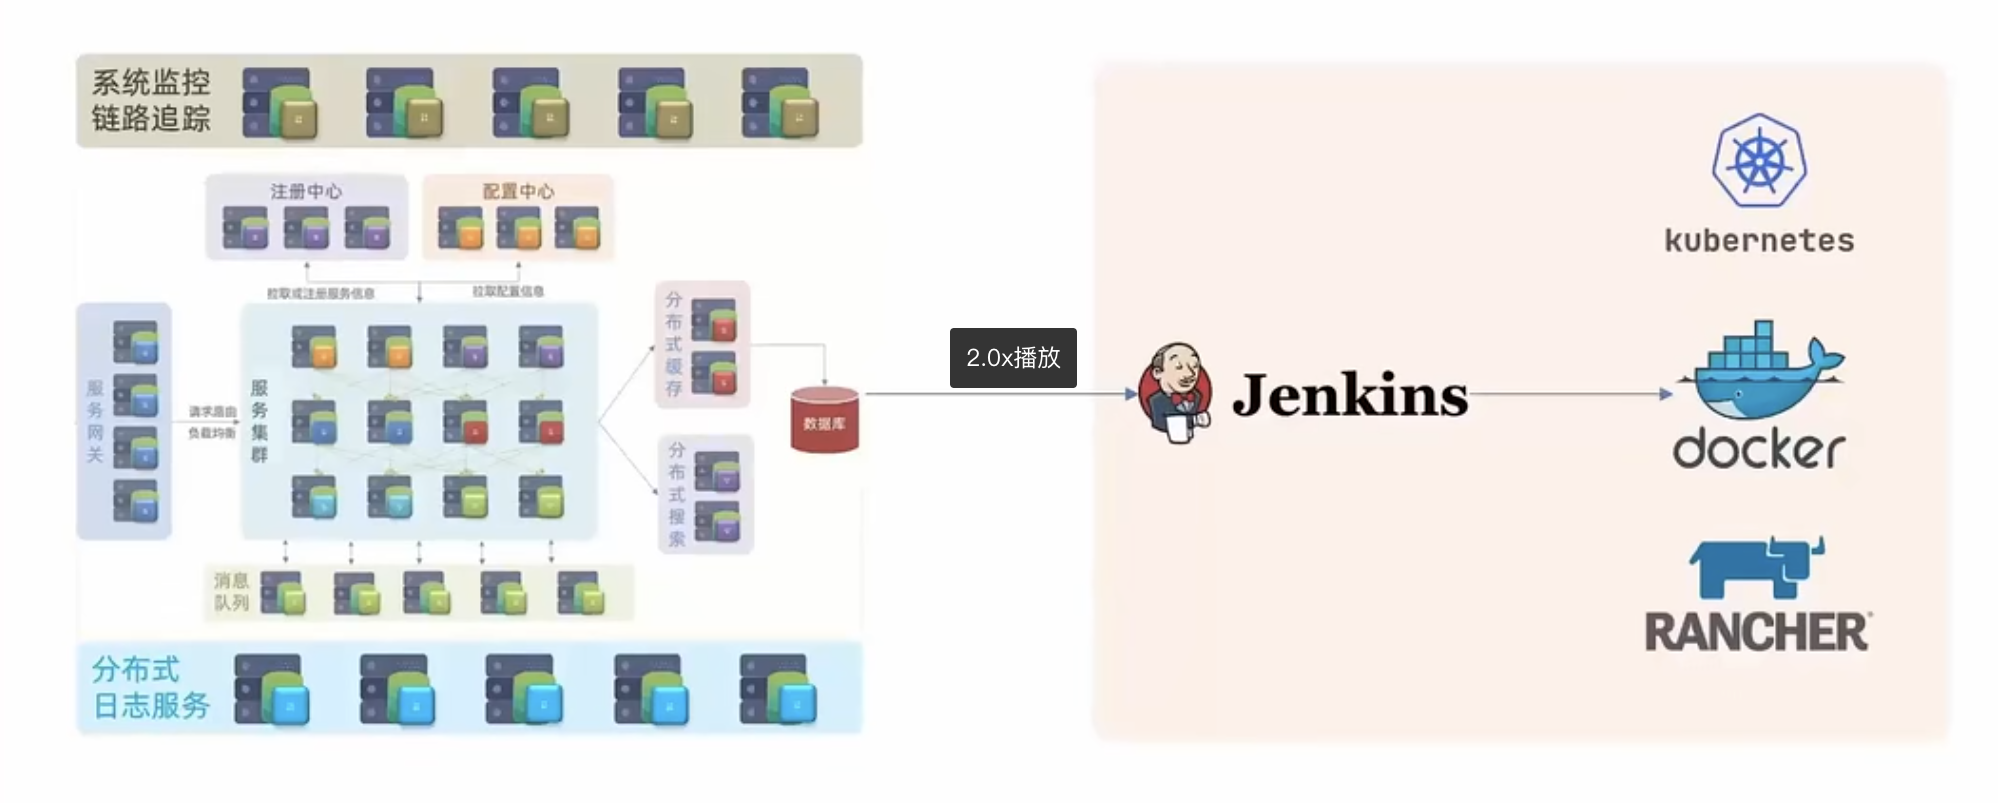 系统监控
链路追踪
注册中心
配置中心
拉取或注册服务信息
拉取配置信息
服务网关
请求路由
负载均衡
服务集群
分布式缓存
数据库
分布式搜索
消息
队列
分布式
日志服务
2.0x播放
Jenkins
kubernetes
docker
RANCHER